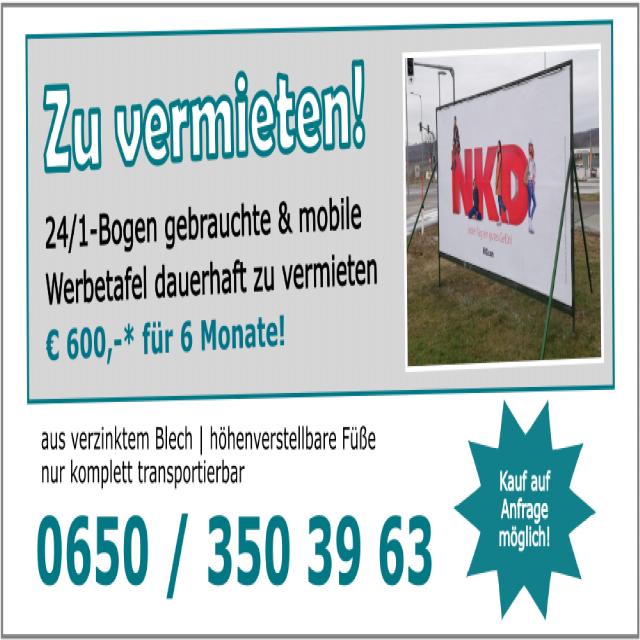 Zu vermieten!
24/1-Bogen gebrauchte & mobile
Werbetafel dauerhaft zu vermieten
€ 600,-* für 6 Monate!
NKD
aus verzinktem Blech | höhenverstellbare Füße
nur komplett transportierbar
0650 / 350 39 63
Kauf auf
Anfrage
möglich!